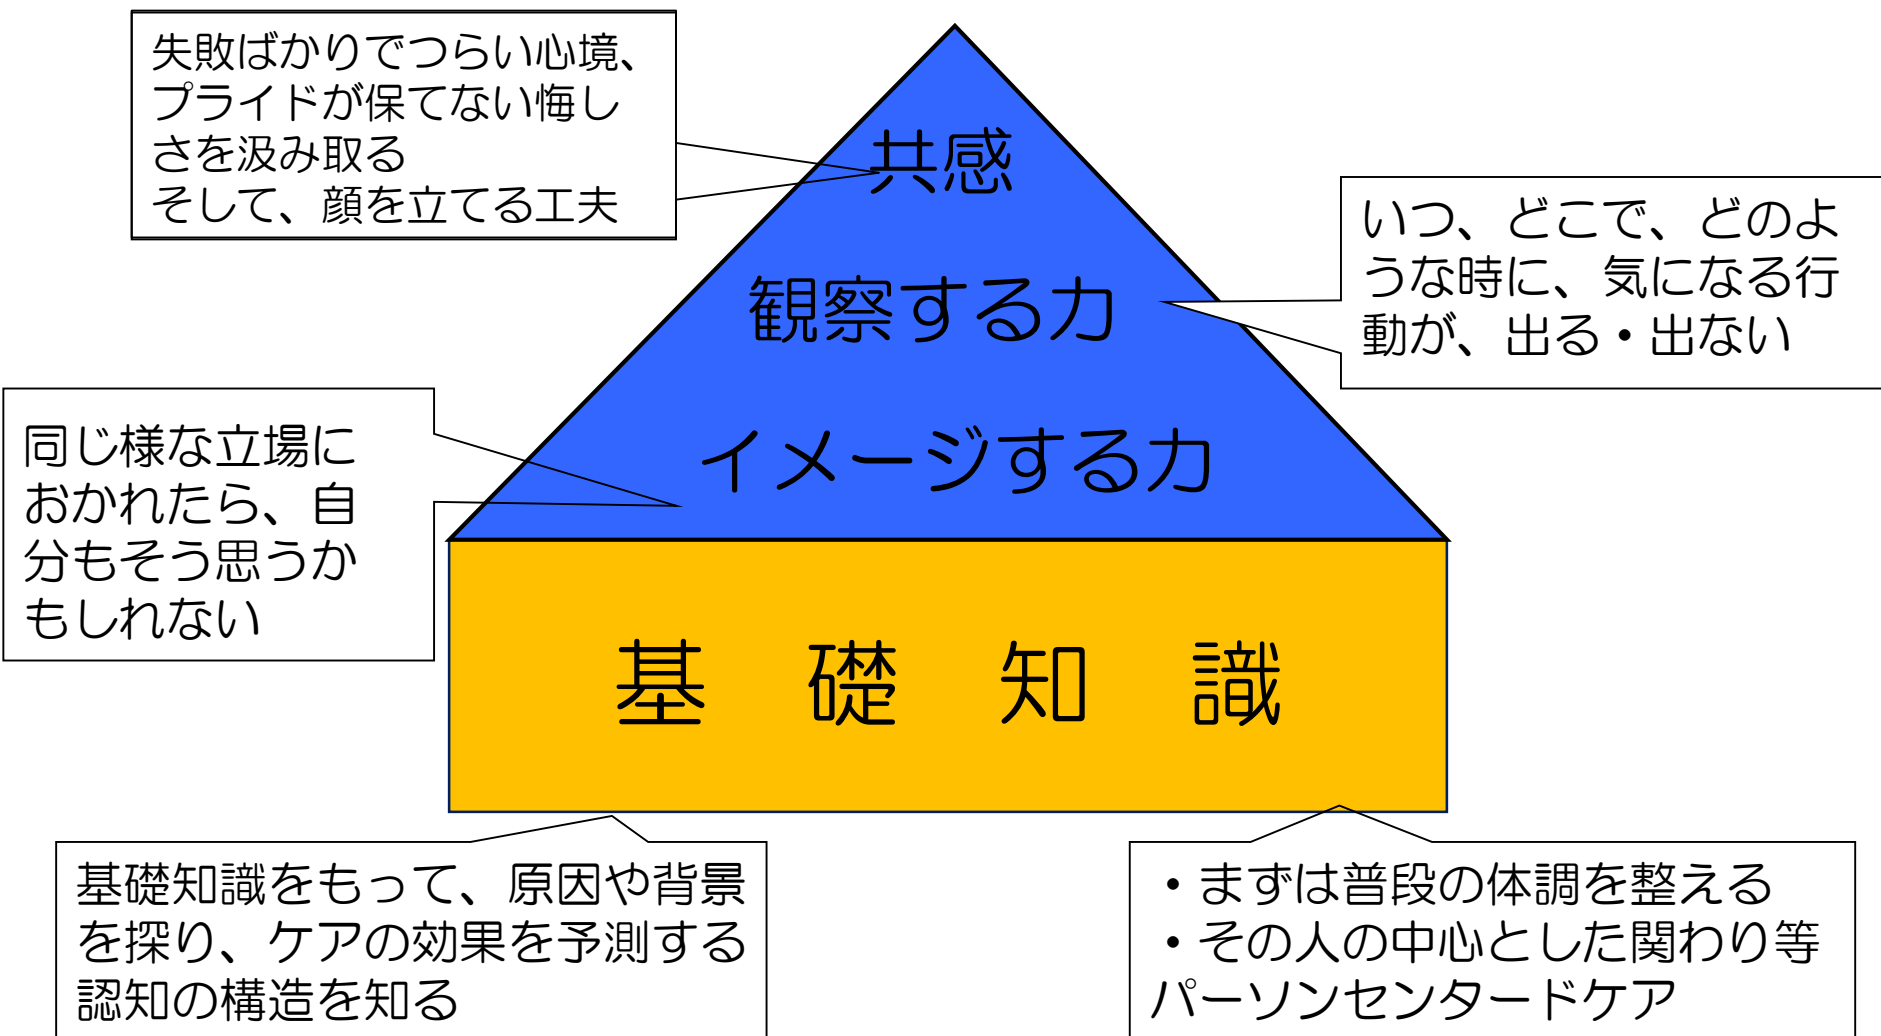 失敗ばかりでつらい心境、
プライドが保てない悔し
さを汲み取る
そして、顔を立てる工夫
共感
いつ、どこで、どのよ
うな時に、気になる行
動が、出る・出ない
観察する力
同じ様な立場に
おかれたら、自
分もそう思うか
もしれない
イメージする力
基 礎 知 識
基礎知識をもって、原因や背景
を探り、ケアの効果を予測する
認知の構造を知る
・まずは普段の体調を整える
・その人の中心とした関わり等
パーソンセンタードケア